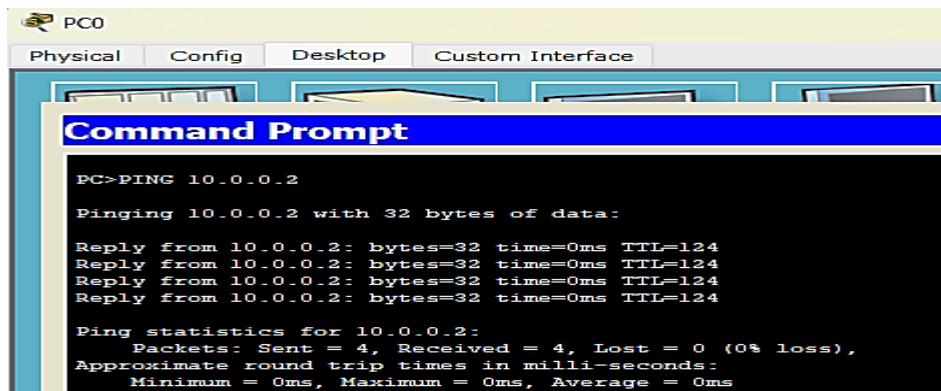 PC0
Physical Config Desktop Custom Interface
Command Prompt
PC>PING 10.0.0.2
Pinging 10.0.0.2 with 32 bytes of data:
Reply from 10.0.0.2: bytes=32 time=0ms TTL=124
Reply from 10.0.0.2: bytes=32 time=0ms TTL=124
Reply from 10.0.0.2: bytes=32 time=0ms TTL=124
Reply from 10.0.0.2: bytes=32 time=0ms TTL=124
Ping statistics for 10.0.0.2:
Packets: Sent = 4, Received = 4, Lost = 0 (0% loss),
Approximate round trip times in milli-seconds:
Minimum = 0ms, Maximum = 0ms, Average = 0ms